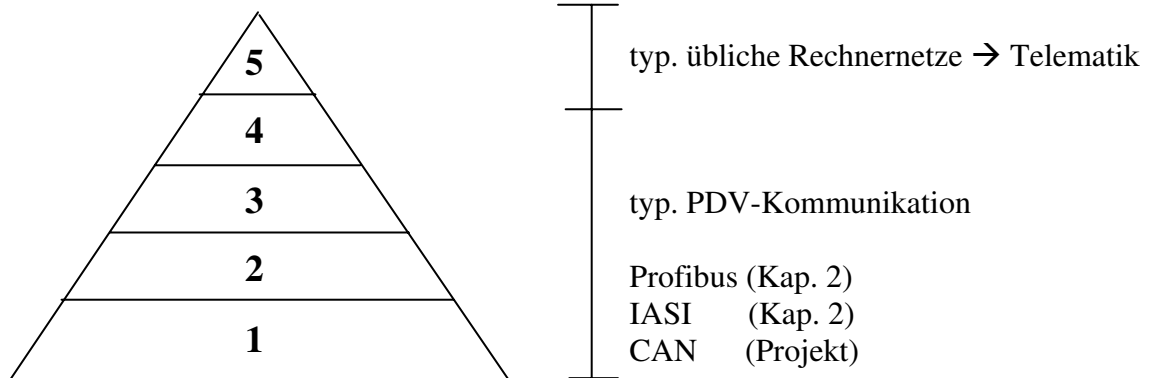 5
typ. übliche Rechnernetze → Telematik
4
3
typ. PDV-Kommunikation
2
Profibus (Kap. 2)
IASI (Kap. 2)
1
CAN (Projekt)